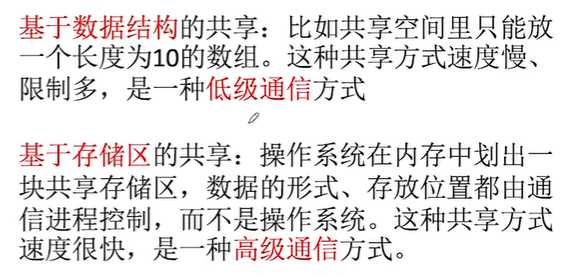 基于数据结构的共享：比如共享空间里只能放
一个长度为10的数组。这种共享方式速度慢、
限制多，是一种低级通信方式
基于存储区的共享：操作系统在内存中划出一
块共享存储区，数据的形式、存放位置都由通
信进程控制，而不是操作系统。这种共享方式
速度很快，是一种高级通信方式。